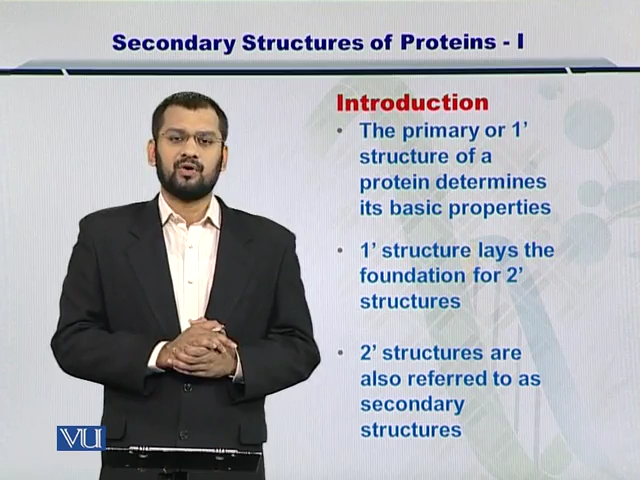 Secondary Structures of Proteins - I
Introduction
• The primary or 1’
structure of a
protein determines
its basic properties
• 1’ structure lays the
foundation for 2’
structures
• 2’ structures are
also referred to as
secondary
structures
VU